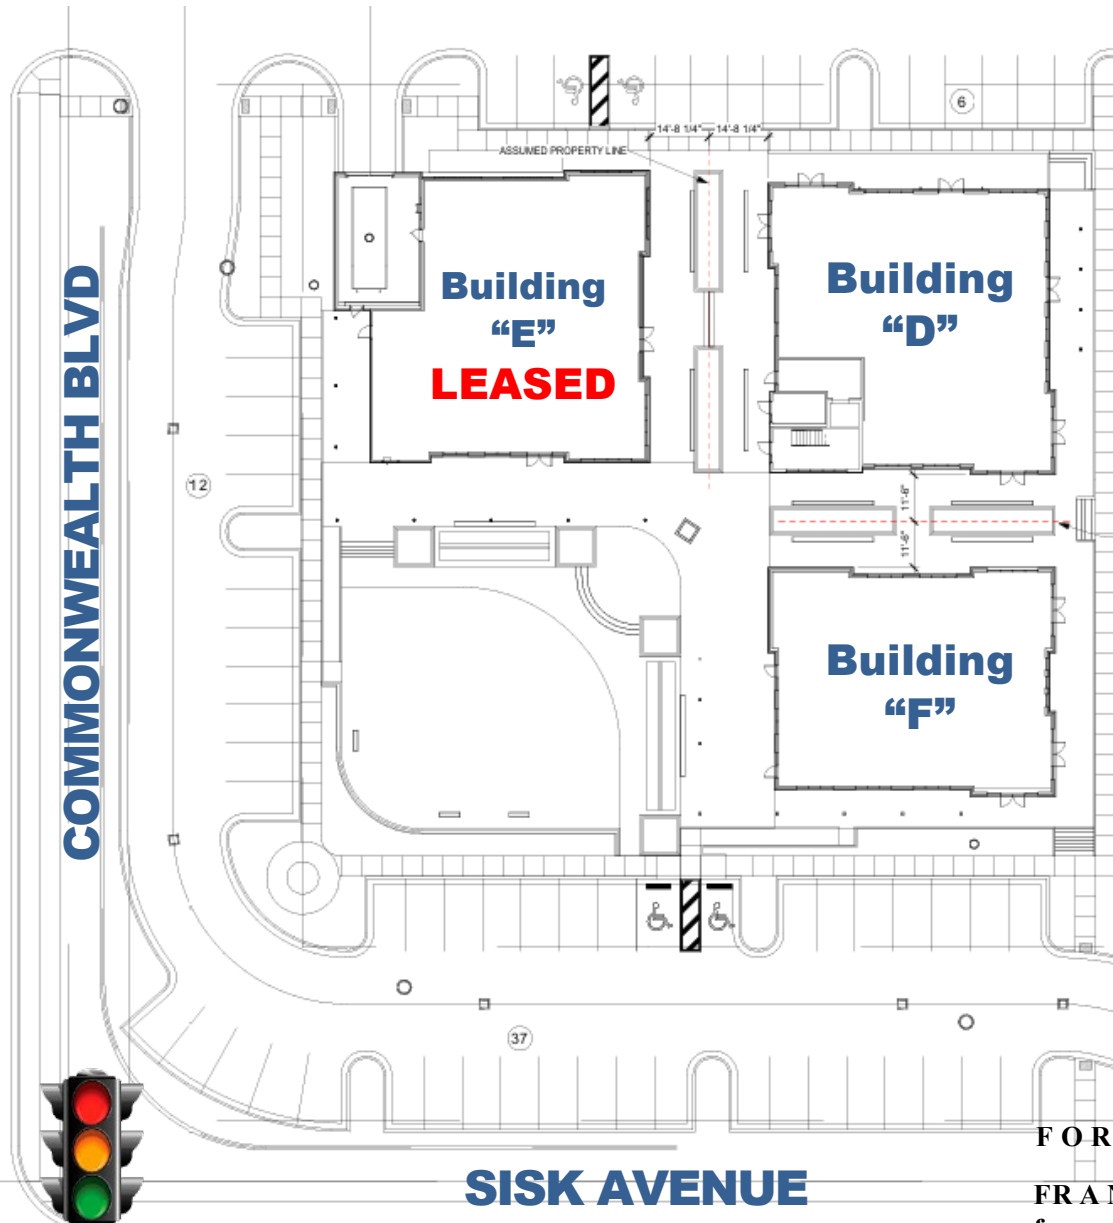 6
14'-8 1/4" 14'-8 1/4"
ASSUMED PROPERTY LINE
Building
“E”
LEASED
Building
“D”
COMMONWEALTH BLVD
12
11'-6"
11'-6"
Building
“F”
37
FOR
FRAN
SISK AVENUE